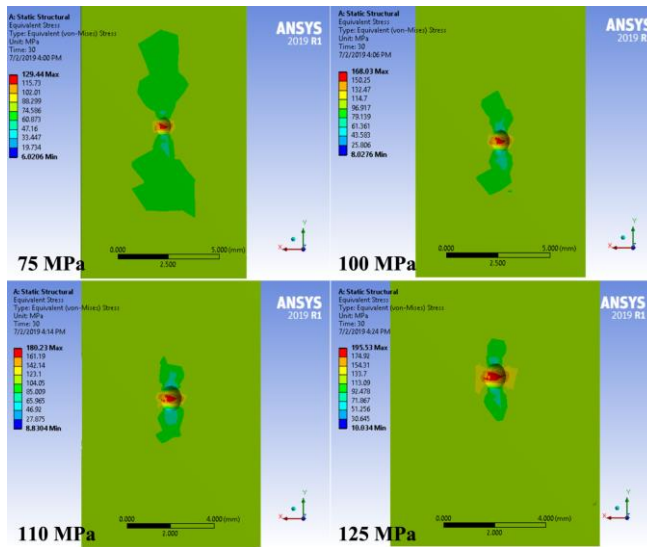 A: Static Structural
Equivalent Stress
Type: Equivalent (von-Mises) Stress
Unit: MPa
Time: 30
7/2/2019 4:00 PM
129.44 Max
115.73
102.01
88.299
74.586
60.873
47.16
33.447
19.734
6.0206 Min
ANSYS
2019 R1
0.000
5.000 (mm)
2.500
Y
X
75 MPa
A: Static Structural
Equivalent Stress
Type: Equivalent (von-Mises) Stress
Unit: MPa
Time: 30
7/2/2019 4:06 PM
168.03 Max
150.25
132.47
114.7
96.917
79.139
61.361
43.583
25.806
8.0276 Min
ANSYS
2019 R1
0.000
5.000 (mm)
2.500
Y
X
100 MPa
A: Static Structural
Equivalent Stress
Type: Equivalent (von-Mises) Stress
Unit: MPa
Time: 30
7/2/2019 4:14 PM
180.23 Max
161.19
142.14
123.1
104.05
85.009
65.965
46.92
27.875
8.8304 Min
ANSYS
2019 R1
0.000
4.000 (mm)
2.000
Y
X
110 MPa
A: Static Structural
Equivalent Stress
Type: Equivalent (von-Mises) Stress
Unit: MPa
Time: 30
7/2/2019 4:24 PM
195.53 Max
174.92
154.31
133.7
113.09
92.478
71.867
51.256
30.645
10.034 Min
ANSYS
2019 R1
0.000
4.000 (mm)
2.000
Y
X
125 MPa